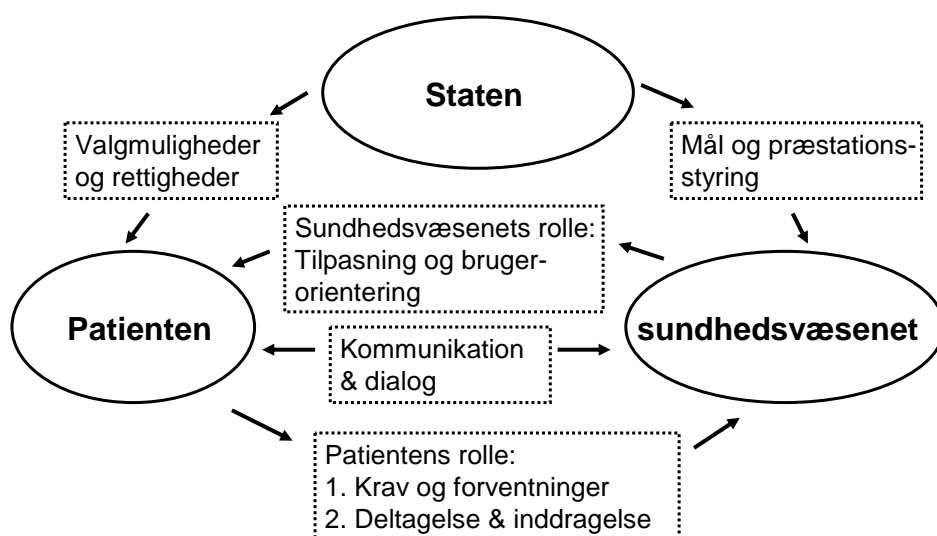 Staten
Valgmuligheder
og rettigheder
Mål og præstations-
styring
Sundhedsvæsenets rolle:
Tilpasning og bruger-
orientering
Patienten
sundhedsvæsenet
Kommunikation
& dialog
Patientens rolle:
1. Krav og forventninger
2. Deltagelse & inddragelse